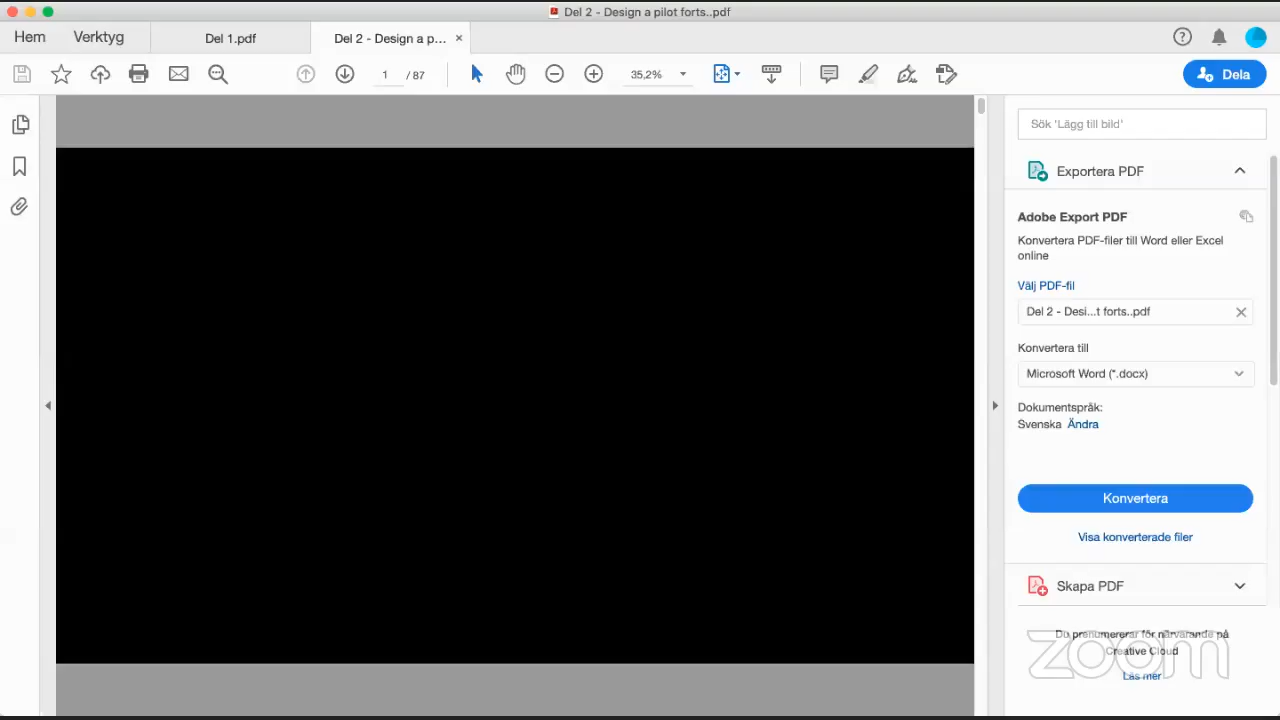 Del 2 - Design a pilot forts..pdf
Hem Verktyg Del 1.pdf Del 2 - Design a p... ×
1 / 87 35,2% Dela
Sök 'Lägg till bild'
Exportera PDF
Adobe Export PDF
Konvertera PDF-filer till Word eller Excel
online
Välj PDF-fil
Del 2 - Desi...t forts..pdf
Konvertera till
Microsoft Word (*.docx)
Dokumentspråk:
Svenska Ändra
Konvertera
Visa konverterade filer
Skapa PDF
Du prenumererar för närvarande på
Creative Cloud
Läs mer
zoom